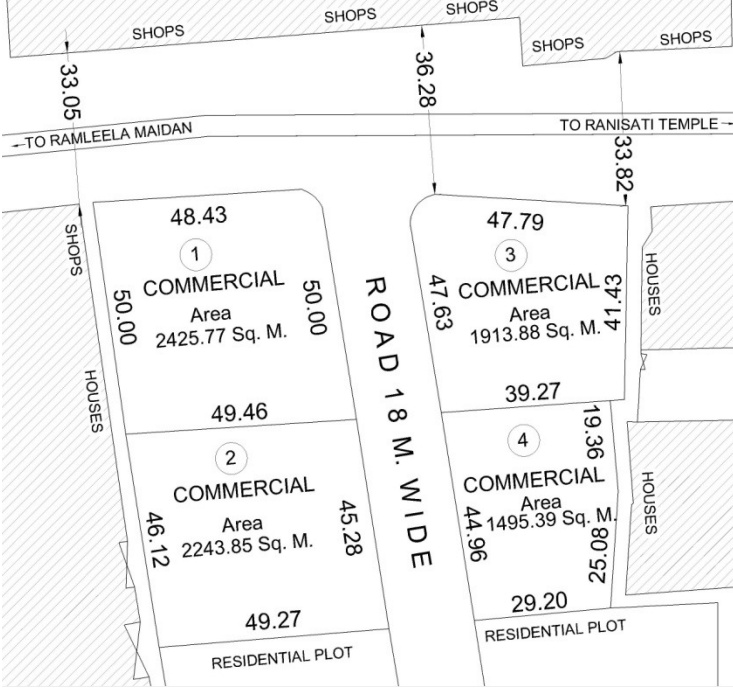 SHOPS
SHOPS
SHOPS
SHOPS
SHOPS
33.05
36.28
33.82
TO RAMLEELA MAIDAN
TO RANISATI TEMPLE
SHOPS
HOUSES
48.43
1
COMMERCIAL
Area
2425.77 Sq. M.
50.00
50.00
49.46
2
COMMERCIAL
Area
2243.85 Sq. M.
46.12
45.28
49.27
RESIDENTIAL PLOT
ROAD 18 M. WIDE
47.79
3
COMMERCIAL
Area
1913.88 Sq. M.
47.63
41.43
39.27
4
COMMERCIAL
Area
1495.39 Sq. M.
19.36
44.96
25.08
29.20
RESIDENTIAL PLOT
HOUSES
HOUSES